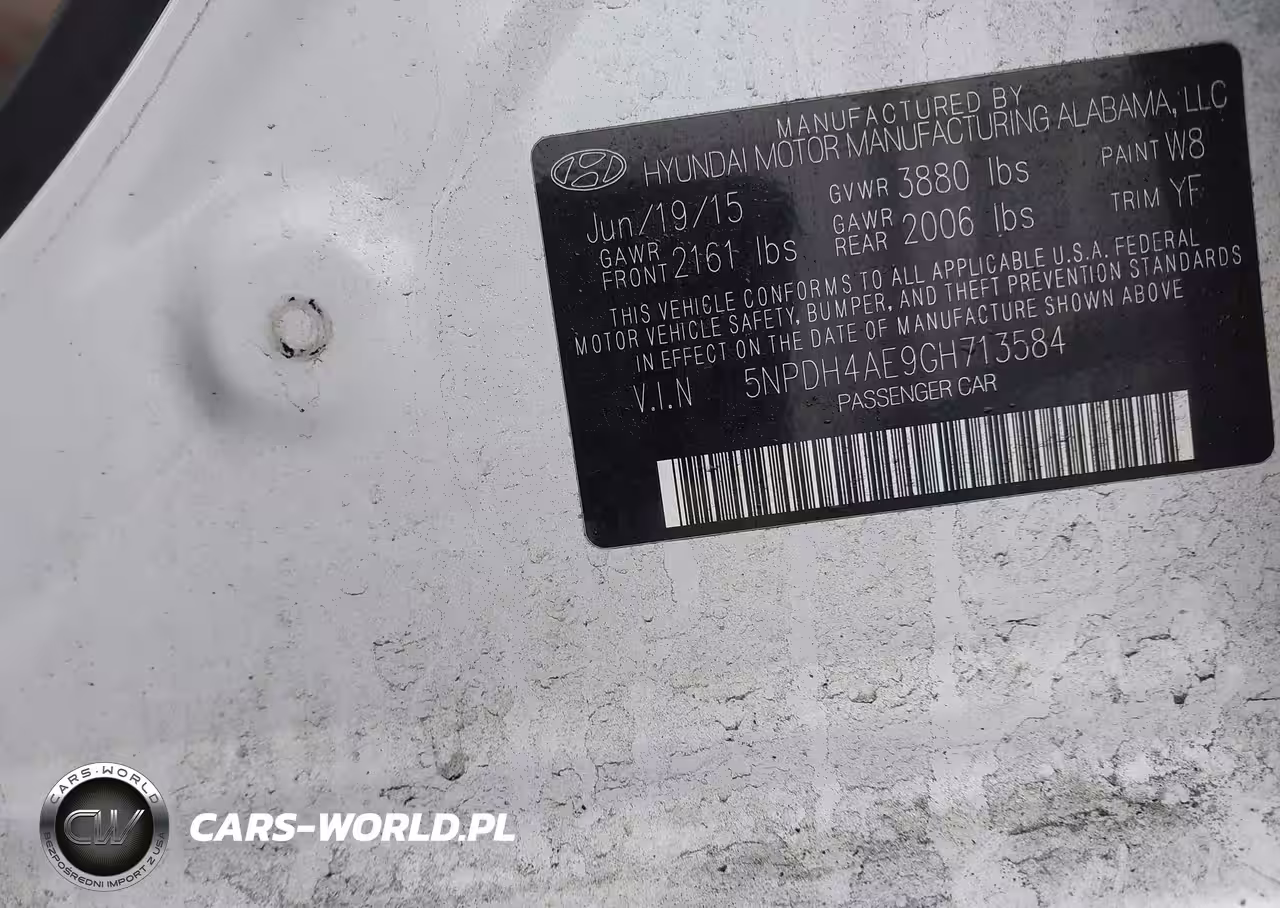 MANUFACTURED BY
HYUNDAI MOTOR MANUFACTURING ALABAMA, LLC
Jun/19/15 GVWR 3880 lbs PAINT W8
GAWR FRONT 2161 lbs GAWR REAR 2006 lbs TRIM YF
THIS VEHICLE CONFORMS TO ALL APPLICABLE U.S.A. FEDERAL
MOTOR VEHICLE SAFETY, BUMPER, AND THEFT PREVENTION STANDARDS
IN EFFECT ON THE DATE OF MANUFACTURE SHOWN ABOVE
V.I.N 5NPDH4AE9GH713584
PASSENGER CAR
CARS-WORLD
CW
BEZPOŚREDNI IMPORT Z USA
CARS-WORLD.PL